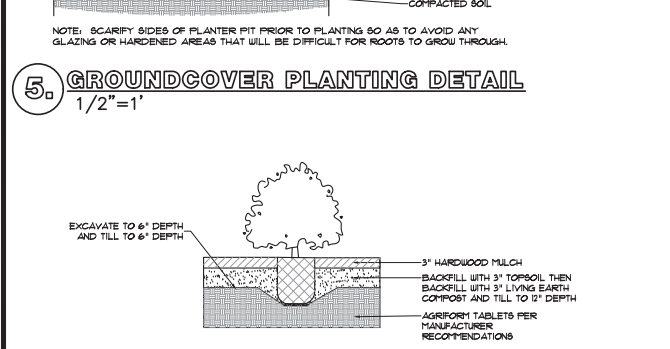 COMPACTED SOIL
NOTE: SCARIFY SIDES OF PLANTER PIT PRIOR TO PLANTING SO AS TO AVOID ANY
GLAZING OR HARDENED AREAS THAT WILL BE DIFFICULT FOR ROOTS TO GROW THROUGH.
5. GROUNDCOVER PLANTING DETAIL
1/2"=1'
EXCAVATE TO 6" DEPTH
AND TILL TO 6" DEPTH
3" HARDWOOD MULCH
BACKFILL WITH 3" TOPSOIL THEN
BACKFILL WITH 3" LIVING EARTH
COMPOST AND TILL TO 12" DEPTH
AGRIFORM TABLETS PER
MANUFACTURER
RECOMMENDATIONS